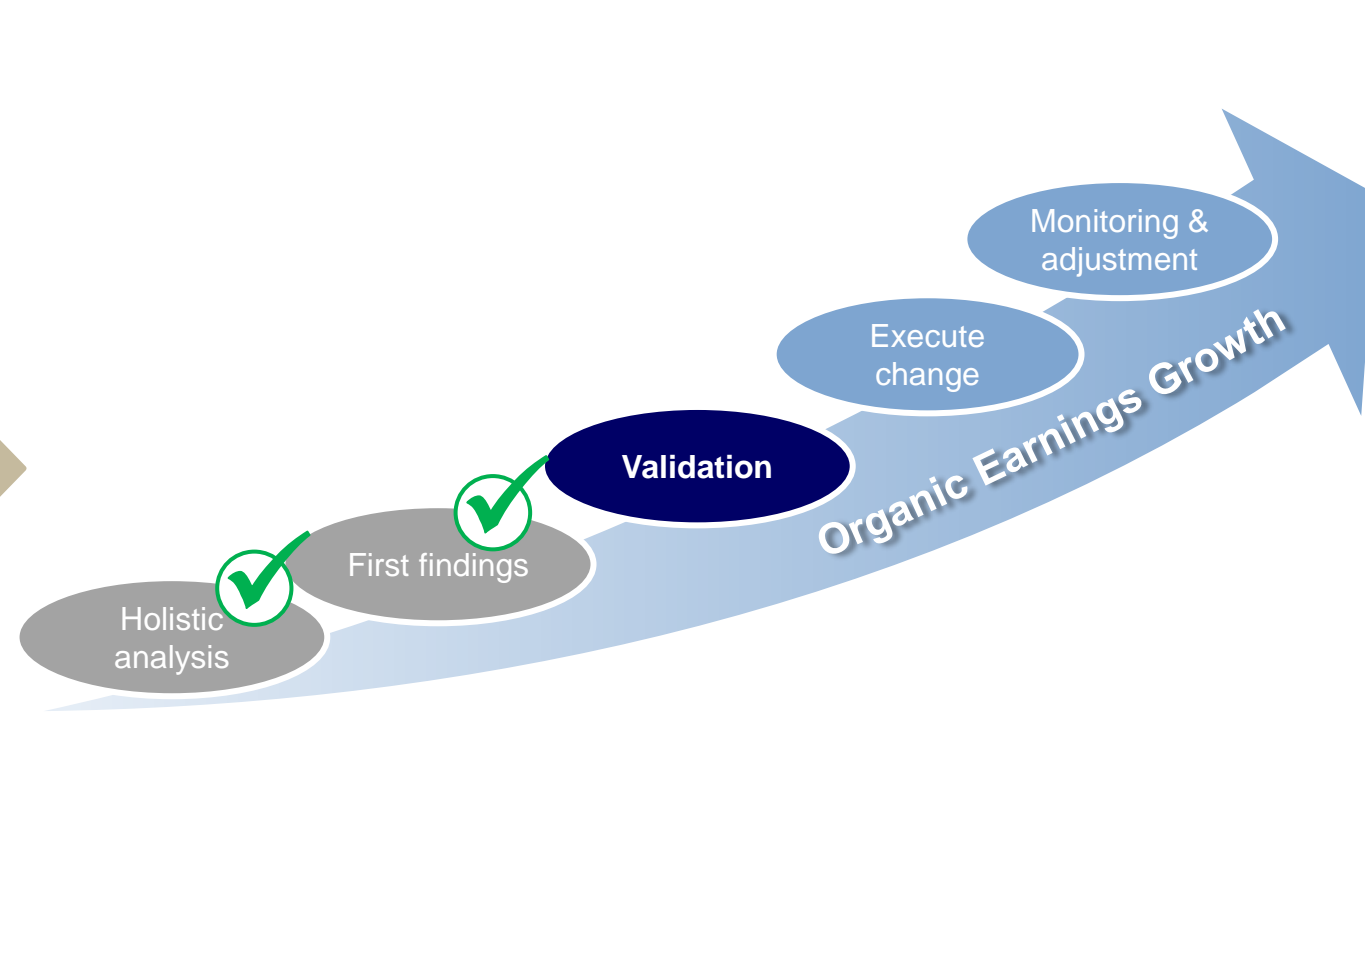 Monitoring &
adjustment
Execute
change
Organic Earnings Growth
Validation
First findings
Holistic
analysis